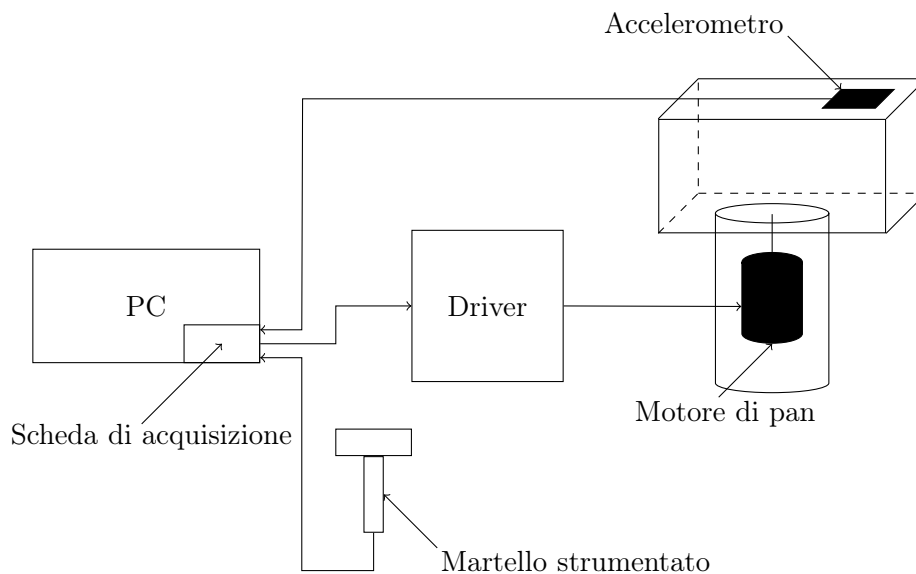 Accelerometro
PC
Driver
Motore di pan
Scheda di acquisizione
Martello strumentato